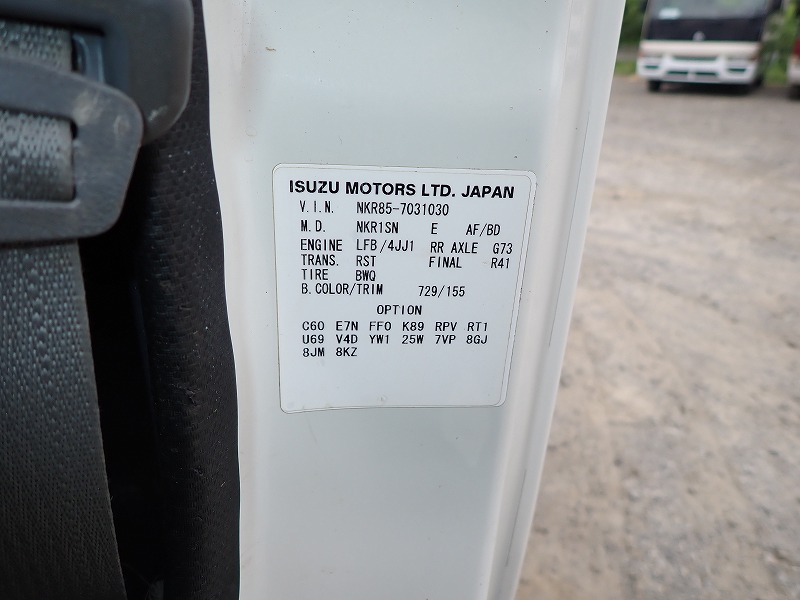 ISUZU MOTORS LTD. JAPAN
V.I.N. NKR85-7031030
M.D. NKR1SN E AF/BD
ENGINE LFB/4JJ1 RR AXLE G73
TRANS. RST FINAL R41
TIRE BWQ
B.COLOR/TRIM 729/155
OPTION
C60 E7N FF0 K89 RPV RT1
U69 V4D YW1 25W 7VP 8GJ
8JM 8KZ